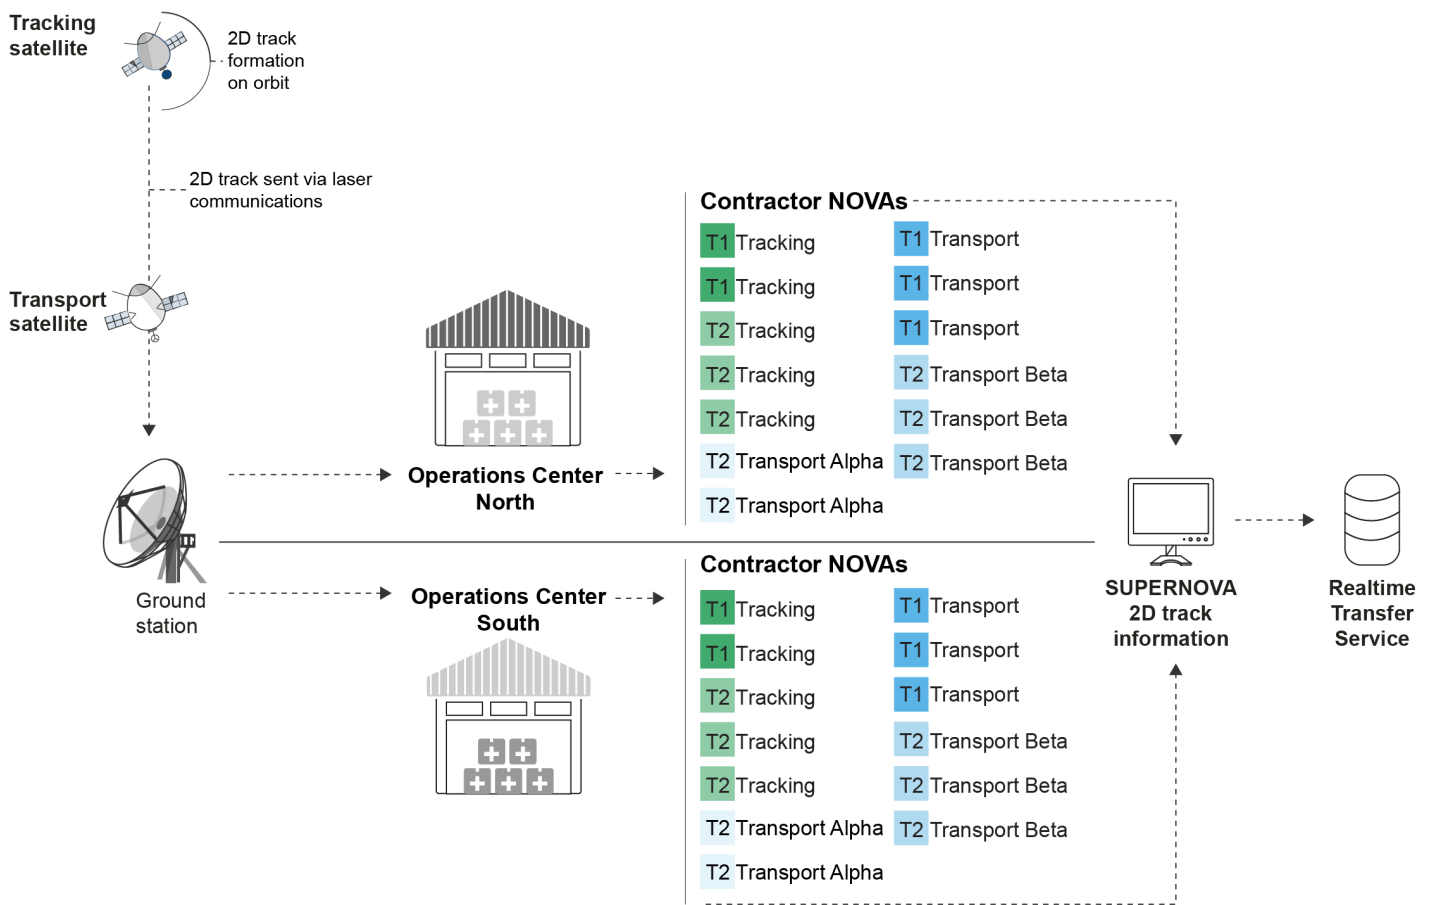 Tracking
satellite
2D track
formation
on orbit
2D track sent via laser
communications
Transport
satellite
Ground
station
Operations Center
North
Contractor NOVAs
T1 Tracking
T1 Tracking
T2 Tracking
T2 Tracking
T2 Tracking
T2 Transport Alpha
T2 Transport Alpha
T1 Transport
T1 Transport
T1 Transport
T2 Transport Beta
T2 Transport Beta
T2 Transport Beta
Operations Center
South
Contractor NOVAs
T1 Tracking
T1 Tracking
T2 Tracking
T2 Tracking
T2 Tracking
T2 Transport Alpha
T2 Transport Alpha
T1 Transport
T1 Transport
T1 Transport
T2 Transport Beta
T2 Transport Beta
T2 Transport Beta
SUPERNOVA
2D track
information
Realtime
Transfer
Service